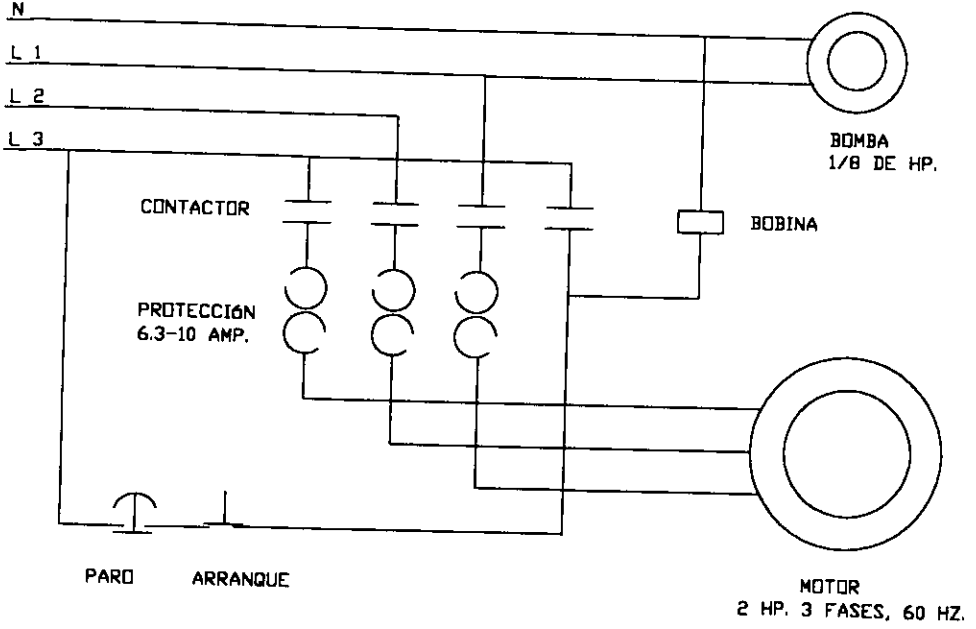 N
L 1
L 2
L 3
BOMBA
1/8 DE HP.
CONTACTOR
BOBINA
PROTECCIÓN
6.3-10 AMP.
PARO
ARRANQUE
MOTOR
2 HP. 3 FASES, 60 HZ.